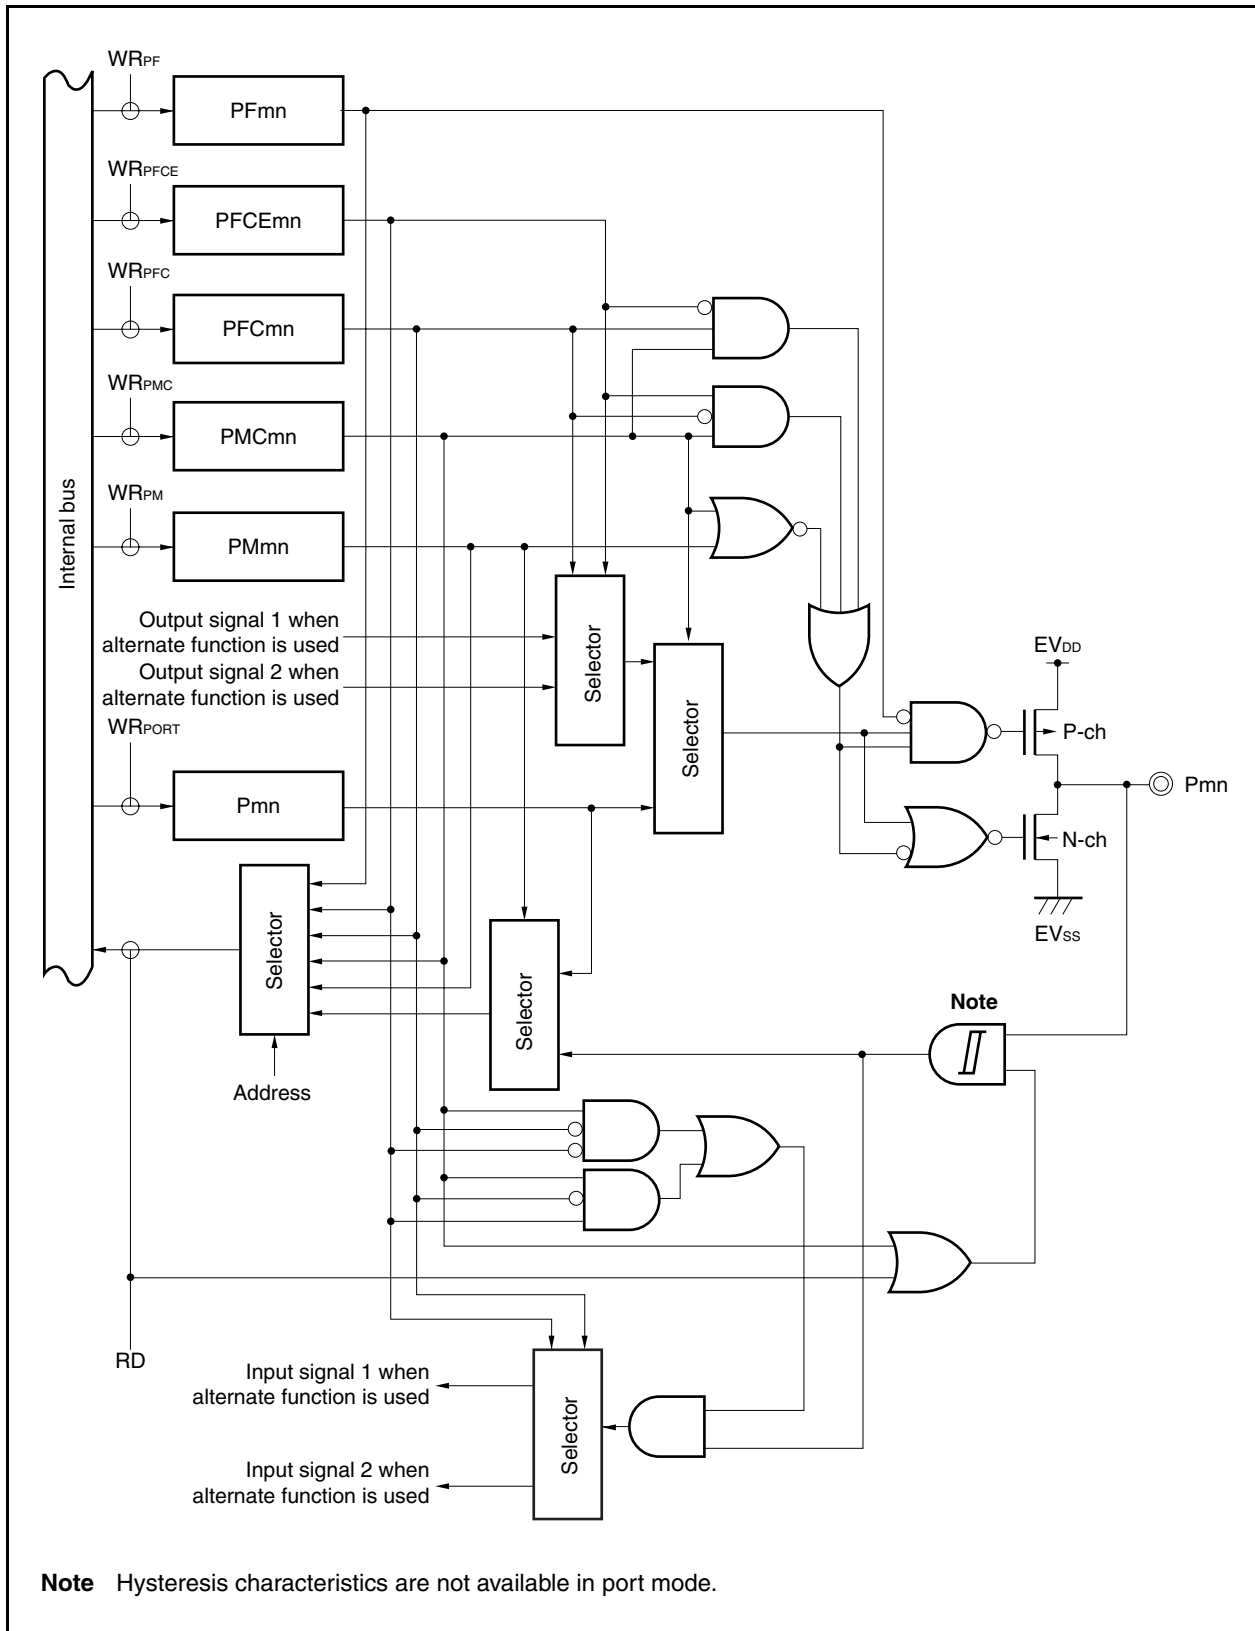 WRPF
PFmn
WRPFCE
PFCEmn
WRPFC
PFCmn
WRPMC
PMCmn
WRPM
PMmn
Internal bus
Output signal 1 when
alternate function is used
Output signal 2 when
alternate function is used
Selector
Selector
WRPORT
Pmn
EVDD
P-ch
Pmn
N-ch
EVSS
Selector
Selector
Address
Note
RD
Input signal 1 when
alternate function is used
Input signal 2 when
alternate function is used
Selector
Note Hysteresis characteristics are not available in port mode.